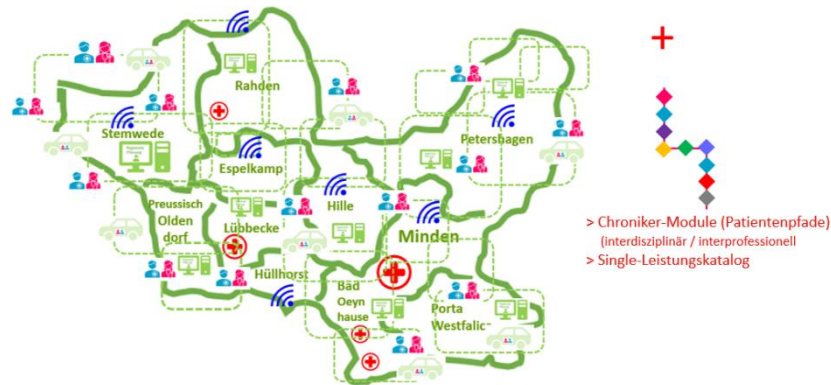 Rahden
Stemwede
Petershagen
Espelkamp
Preussisch
Olden
dorf
Lübbecke
Hille
Minden
Hüllhorst
Bad
Oeyn
hause
Porta
Westfalic
> Chroniker-Module (Patientenpfade)
(interdisziplinär / interprofessionell
> Single-Leistungskatalog